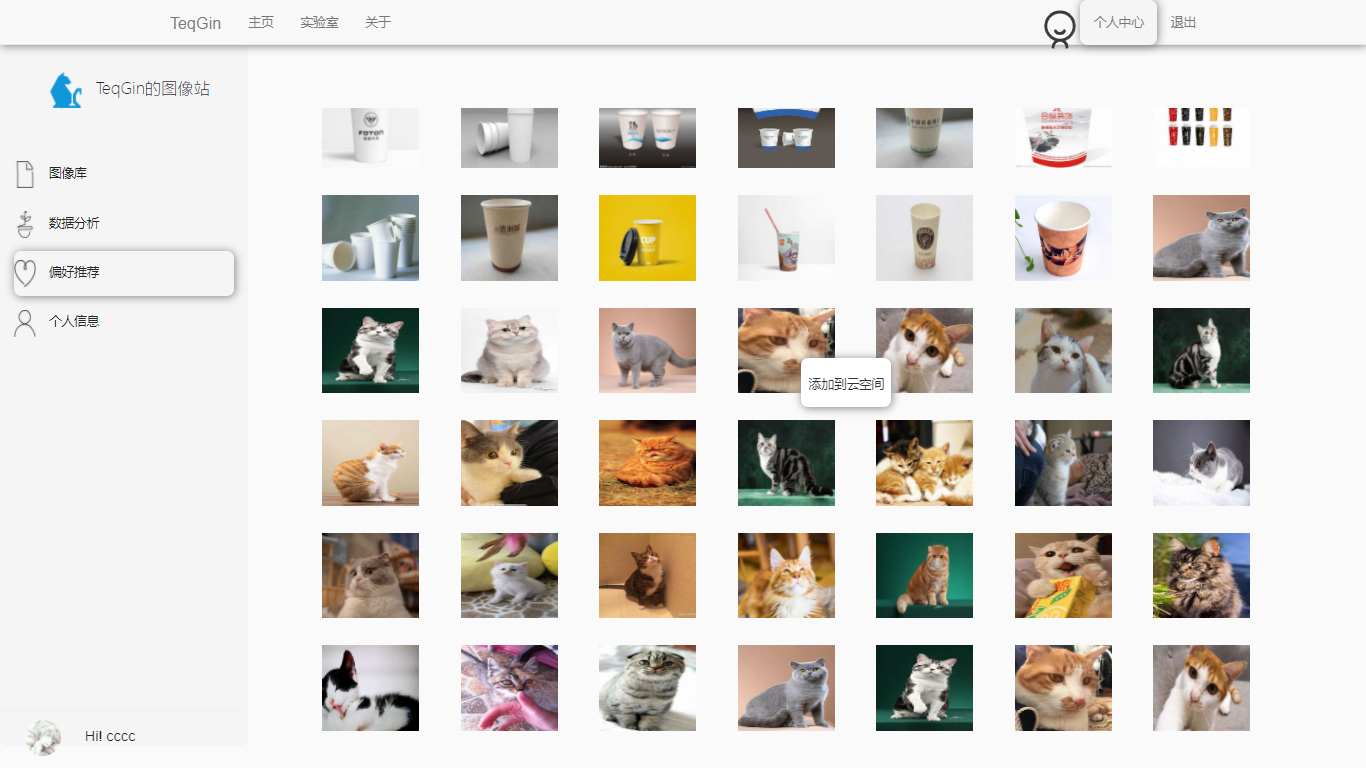 TeqGin
主页
实验室
关于
个人中心
退出
TeqGin的图像站
图像库
数据分析
偏好推荐
个人信息
FOTON
CUP
添加到云空间
Hi! cccc